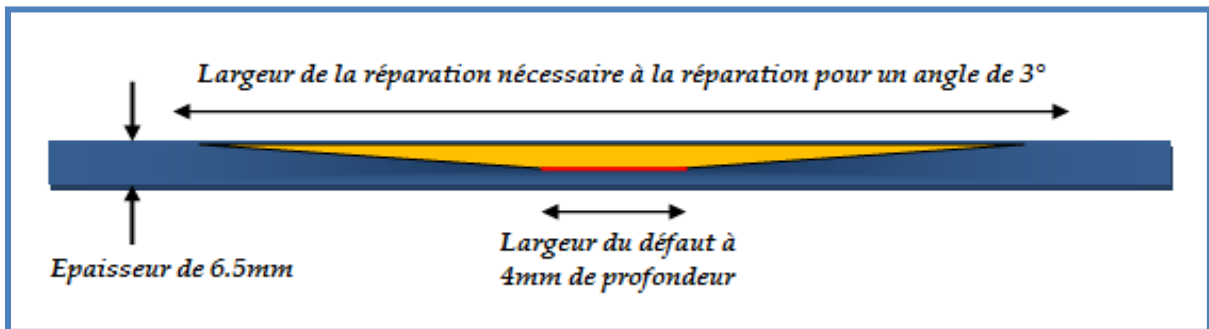 Largeur de la réparation nécessaire à la réparation pour un angle de 3°
Epaisseur de 6.5mm
Largeur du défaut à
4mm de profondeur